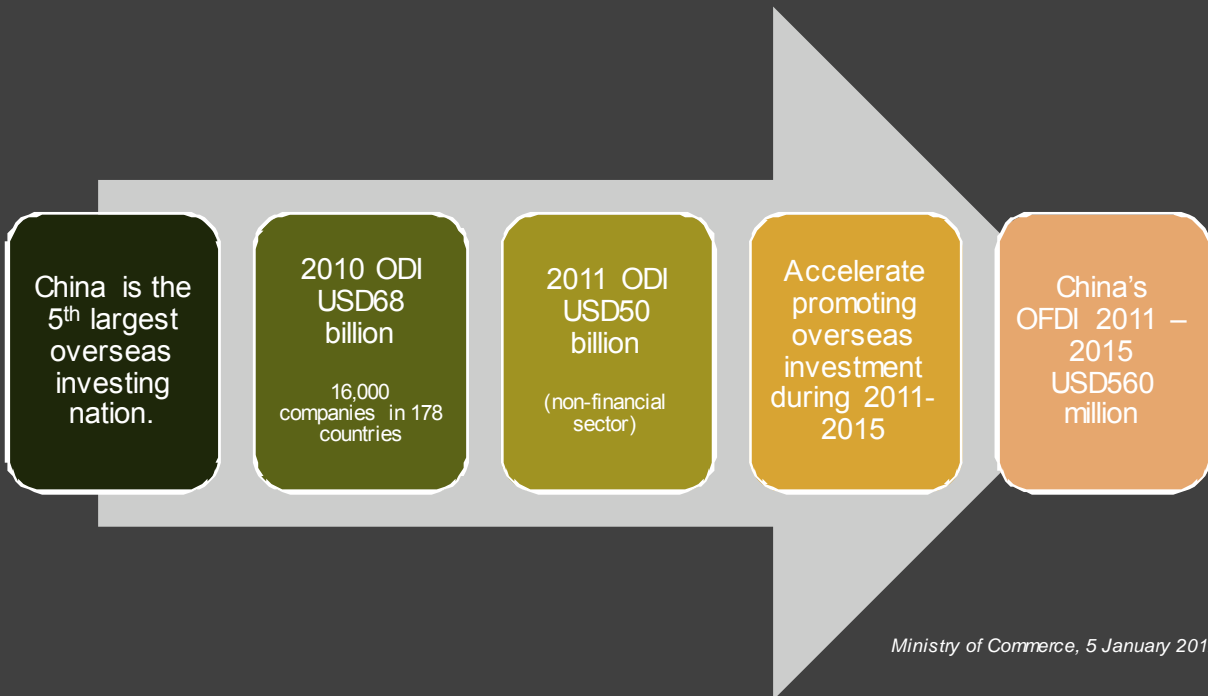 China is the
5th largest
overseas
investing
nation.
2010 ODI
USD68
billion
16,000
companies in 178
countries
2011 ODI
USD50
billion
(non-financial
sector)
Accelerate
promoting
overseas
investment
during 2011-
2015
China's
OFDI 2011 –
2015
USD560
million
Ministry of Commerce, 5 January 201